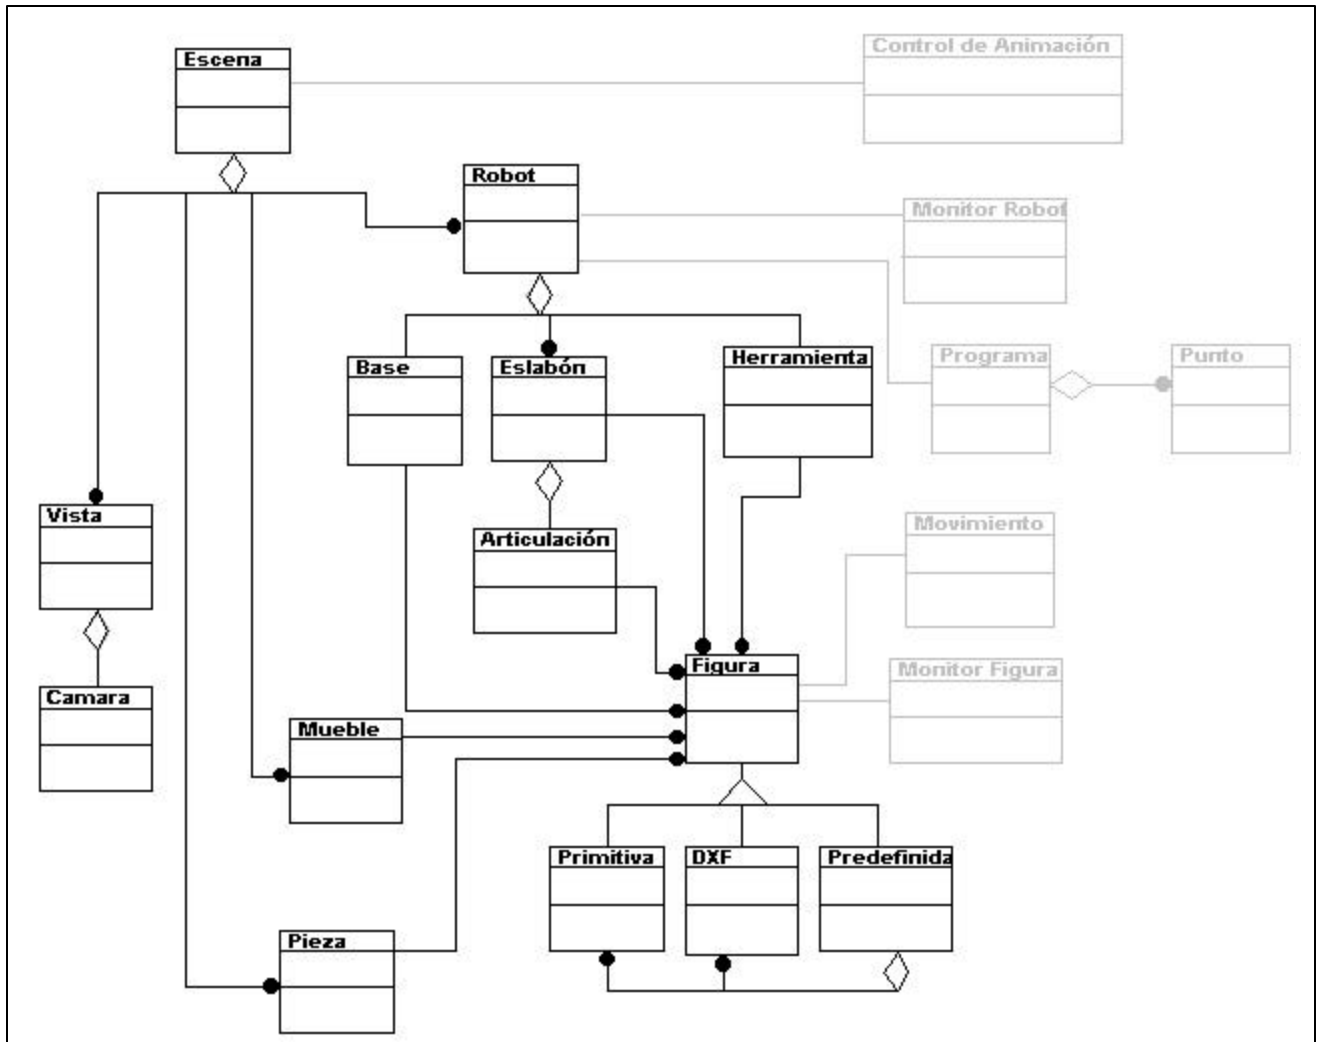 Escena
Control de Animación
Robot
Monitor Robot
Base
Eslabón
Herramienta
Programa
Punto
Vista
Articulación
Movimiento
Figura
Monitor Figura
Camara
Mueble
Primitiva
DXF
Predefinida
Pieza